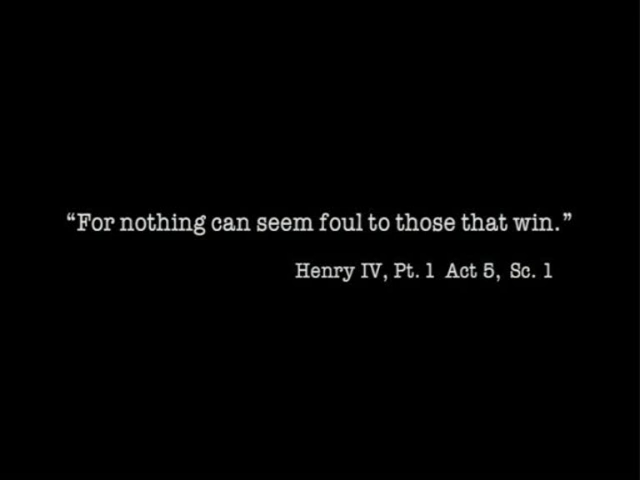 “For nothing can seem foul to those that win.”
Henry IV, Pt. 1 Act 5, Sc. 1